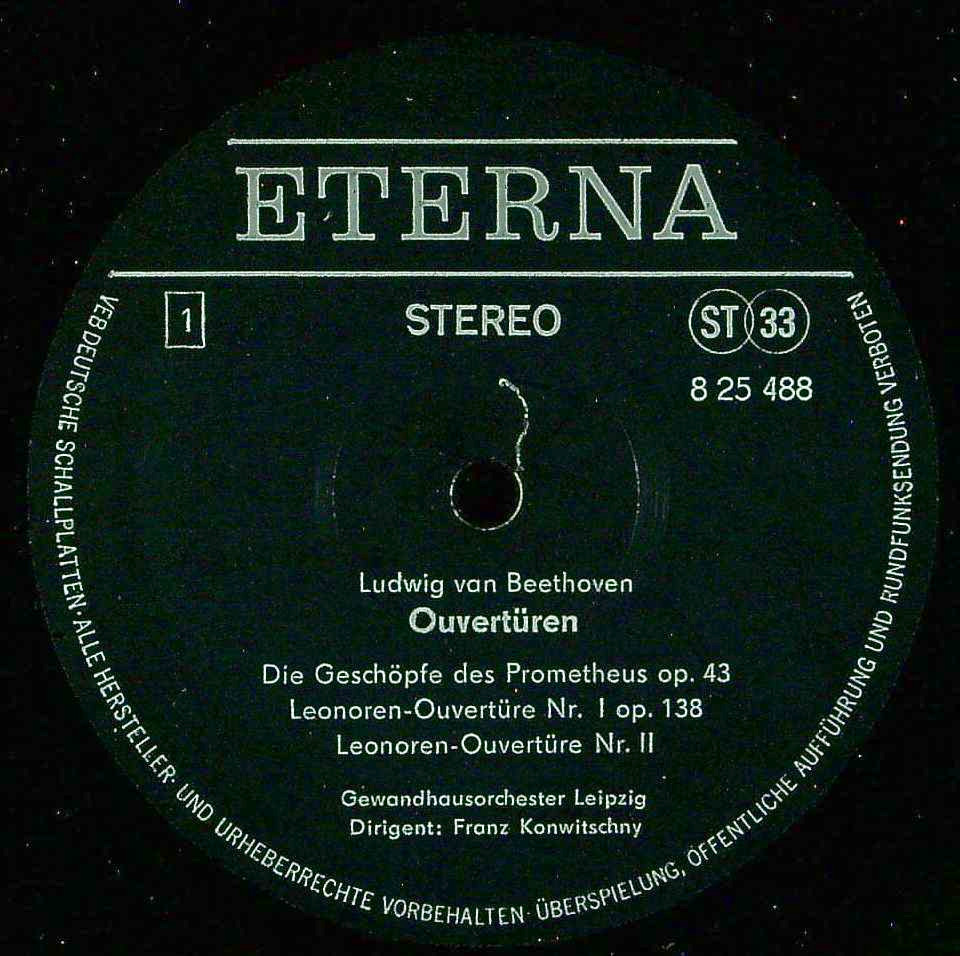 ETERNA
1
STEREO
ST 33
8 25 488
Ludwig van Beethoven
Ouvertüren
Die Geschöpfe des Prometheus op. 43
Leonoren-Ouvertüre Nr. I op. 138
Leonoren-Ouvertüre Nr. II
Gewandhausorchester Leipzig
Dirigent: Franz Konwitschny
VEB DEUTSCHE SCHALLPLATTEN · ALLE HERSTELLER- UND URHEBERRECHTE VORBEHALTEN · ÜBERSPIELUNG, ÖFFENTLICHE AUFFÜHRUNG UND RUNDFUNKSENDUNG VERBOTEN